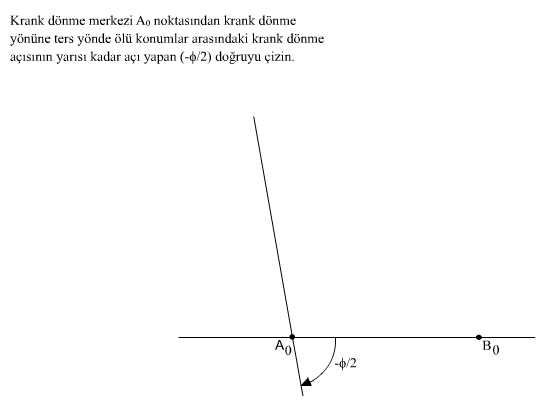 Krank dönme merkezi A₀ noktasından krank dönme
yönüne ters yönde ölü konumlar arasındaki krank dönme
açısının yarısı kadar açı yapan (-ϕ/2) doğruyu çizin.
A₀
B₀
-ϕ/2